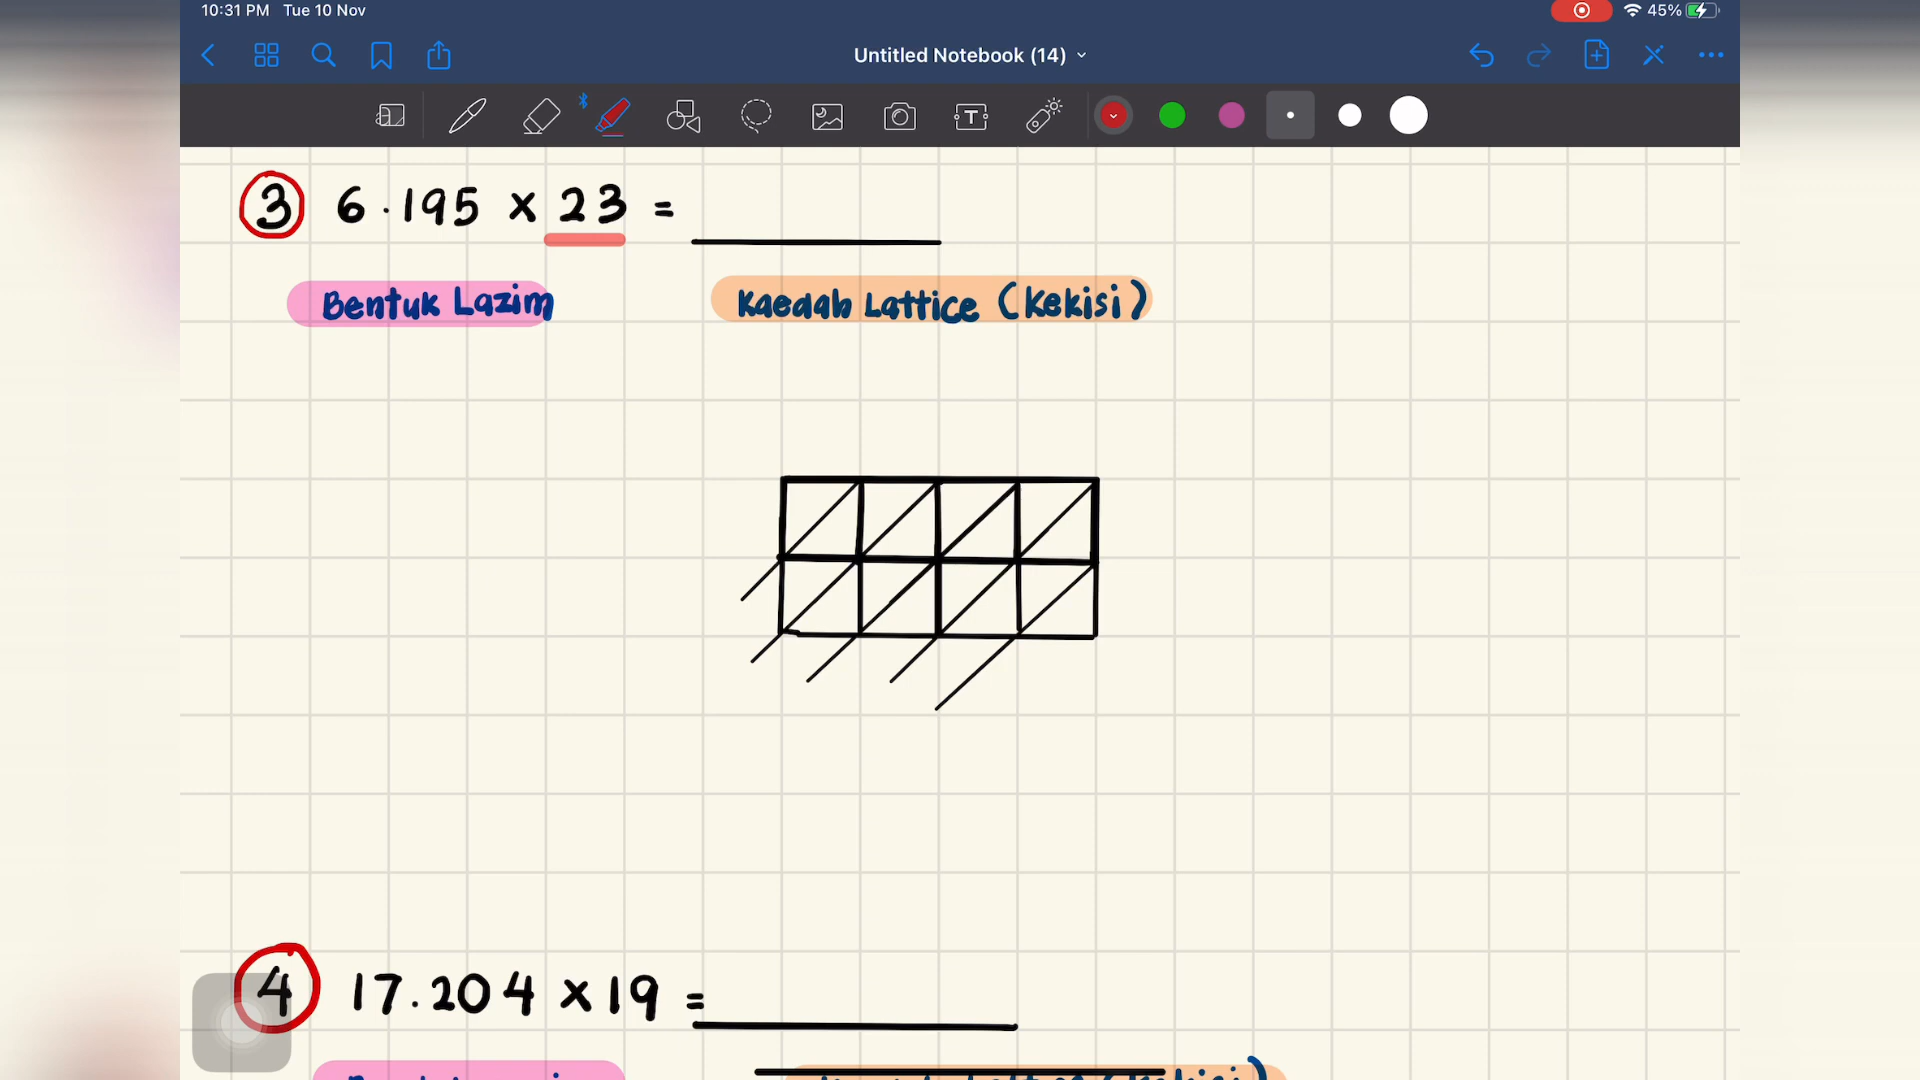 10:31 PM Tue 10 Nov
45%
Untitled Notebook (14)
T
3 6.195 x 23 =
Bentuk Lazim
Kaedah Lattice (Kekisi)
4 17.204 x 19 =